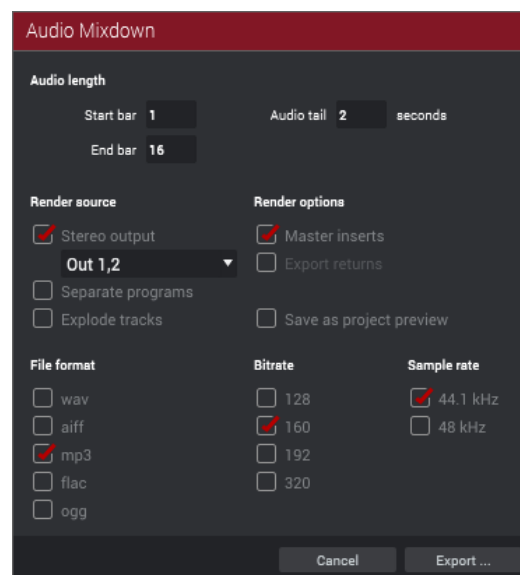 Audio Mixdown
Audio length
Start bar 1 Audio tail 2 seconds
End bar 16
Render source Render options
Stereo output Master inserts
Out 1,2 Export returns
Separate programs
Explode tracks Save as project preview
File format Bitrate Sample rate
wav 128 44.1 kHz
aiff 160 48 kHz
mp3 192
flac 320
ogg
Cancel Export ...